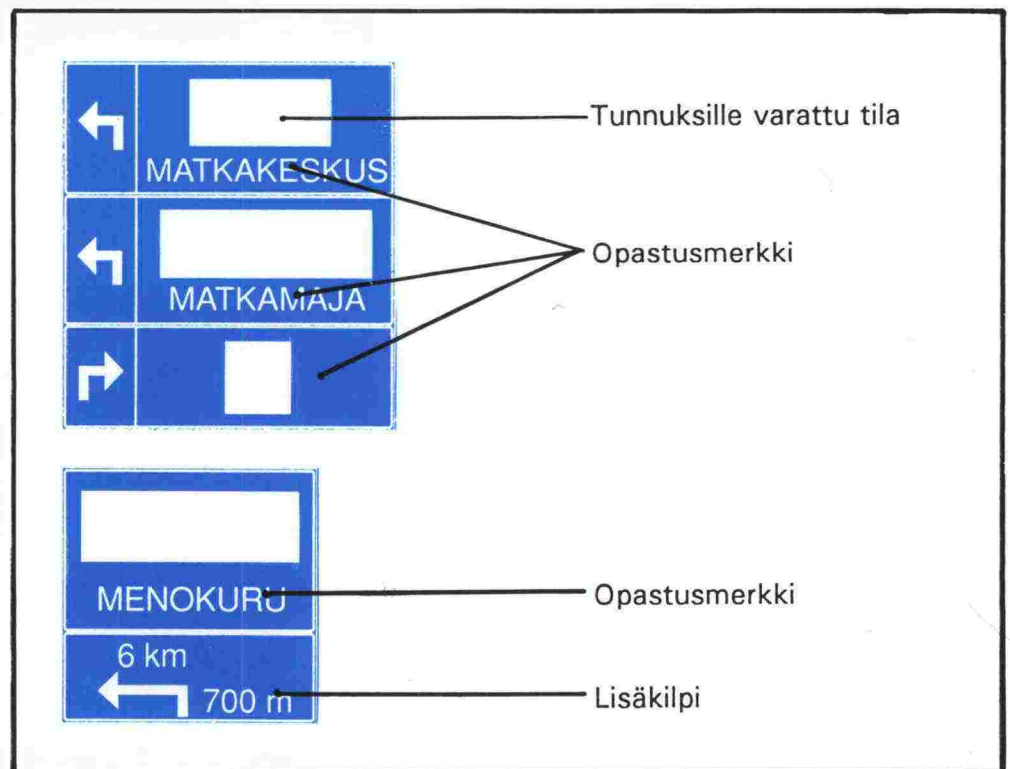 Tunnuksille varattu tila
MATKAKESKUS
Opastusmerkki
MATKAMAJA
MENOKURU
Opastusmerkki
6 km
700 m
Lisäkilpi